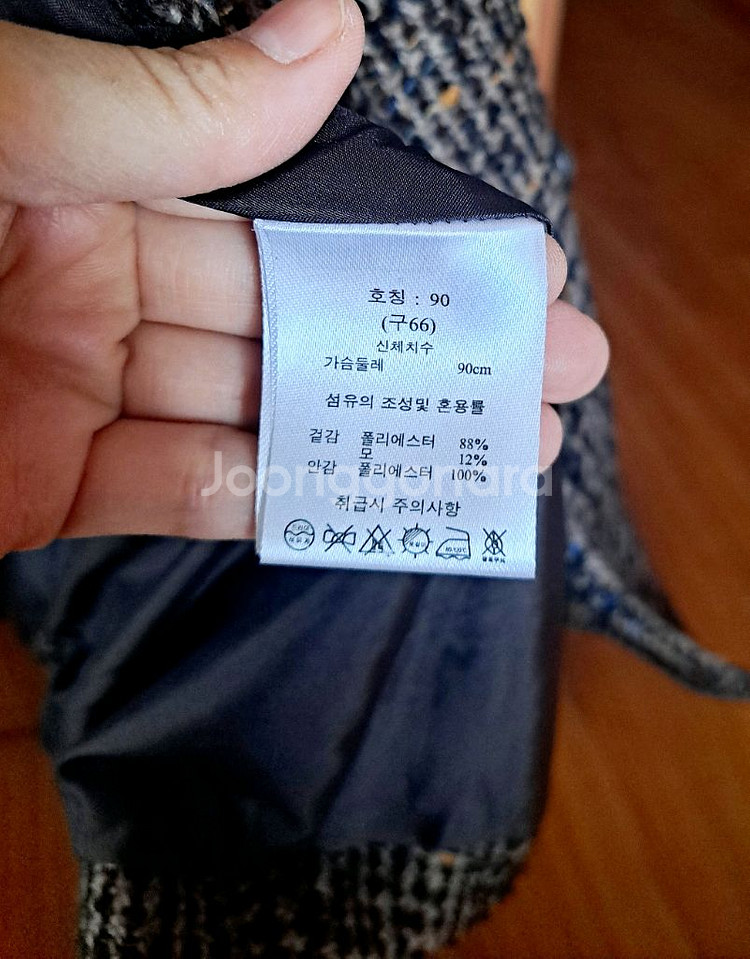 호칭 : 90
(구66)
신체치수
가슴둘레 90cm
섬유의 조성및 혼용률
겉감 폴리에스터 88%
모 12%
안감 폴리에스터 100%
Joonggonara
취급시 주의사항